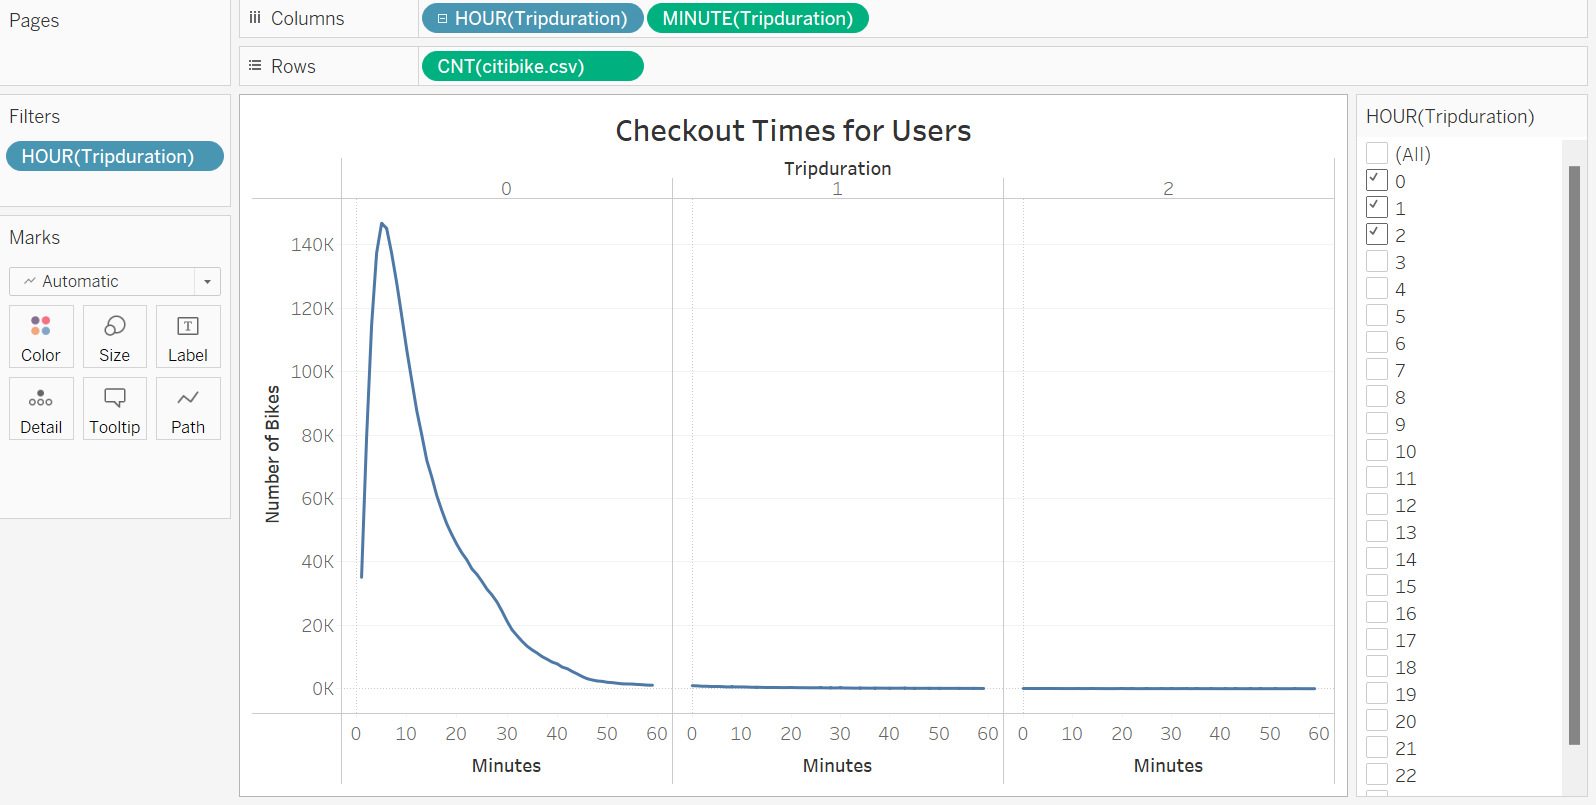 Pages
Columns
HOUR(Tripduration)
MINUTE(Tripduration)
Rows
CNT(citibike.csv)
Filters
HOUR(Tripduration)
Marks
Automatic
Color
Size
T
Label
Detail
Tooltip
Path
Checkout Times for Users
Tripduration
0
1
2
Number of Bikes
140K
120K
100K
80K
60K
40K
20K
0K
0 10 20 30 40 50 60
0 10 20 30 40 50 60
0 10 20 30 40 50 60
Minutes
Minutes
Minutes
HOUR(Tripduration)
(All)
0
1
2
3
4
5
6
7
8
9
10
11
12
13
14
15
16
17
18
19
20
21
22